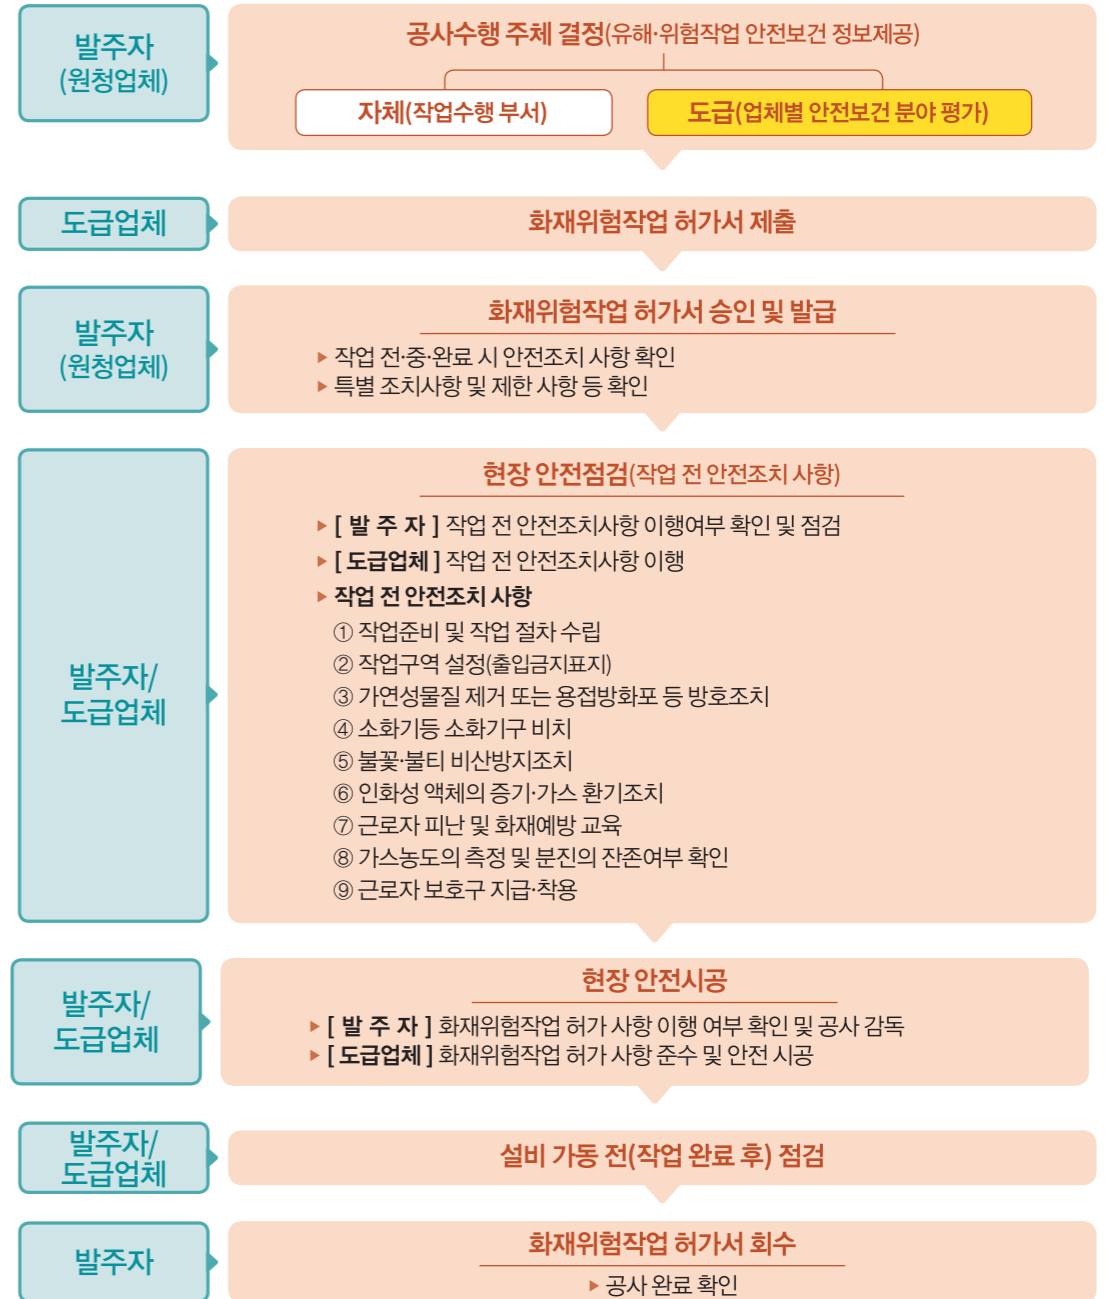 발주자
(원청업체)
공사수행 주체 결정(유해·위험작업 안전보건 정보제공)
자체(작업수행 부서)
도급(업체별 안전보건 분야 평가)
도급업체
화재위험작업 허가서 제출
발주자
(원청업체)
화재위험작업 허가서 승인 및 발급
▶ 작업 전·중·완료 시 안전조치 사항 확인
▶ 특별 조치사항 및 제한 사항 등 확인
발주자/
도급업체
현장 안전점검(작업 전 안전조치 사항)
▶ [ 발 주 자 ] 작업 전 안전조치사항 이행여부 확인 및 점검
▶ [ 도급업체 ] 작업 전 안전조치사항 이행
▶ 작업 전 안전조치 사항
① 작업준비 및 작업 절차 수립
② 작업구역 설정(출입금지표지)
③ 가연성물질 제거 또는 용접방화포 등 방호조치
④ 소화기등 소화기구 비치
⑤ 불꽃·불티 비산방지조치
⑥ 인화성 액체의 증기·가스 환기조치
⑦ 근로자 피난 및 화재예방 교육
⑧ 가스농도의 측정 및 분진의 잔존여부 확인
⑨ 근로자 보호구 지급·착용
발주자/
도급업체
현장 안전시공
▶ [ 발 주 자 ] 화재위험작업 허가 사항 이행 여부 확인 및 공사 감독
▶ [ 도급업체 ] 화재위험작업 허가 사항 준수 및 안전 시공
발주자/
도급업체
설비 가동 전(작업 완료 후) 점검
발주자
화재위험작업 허가서 회수
▶ 공사 완료 확인